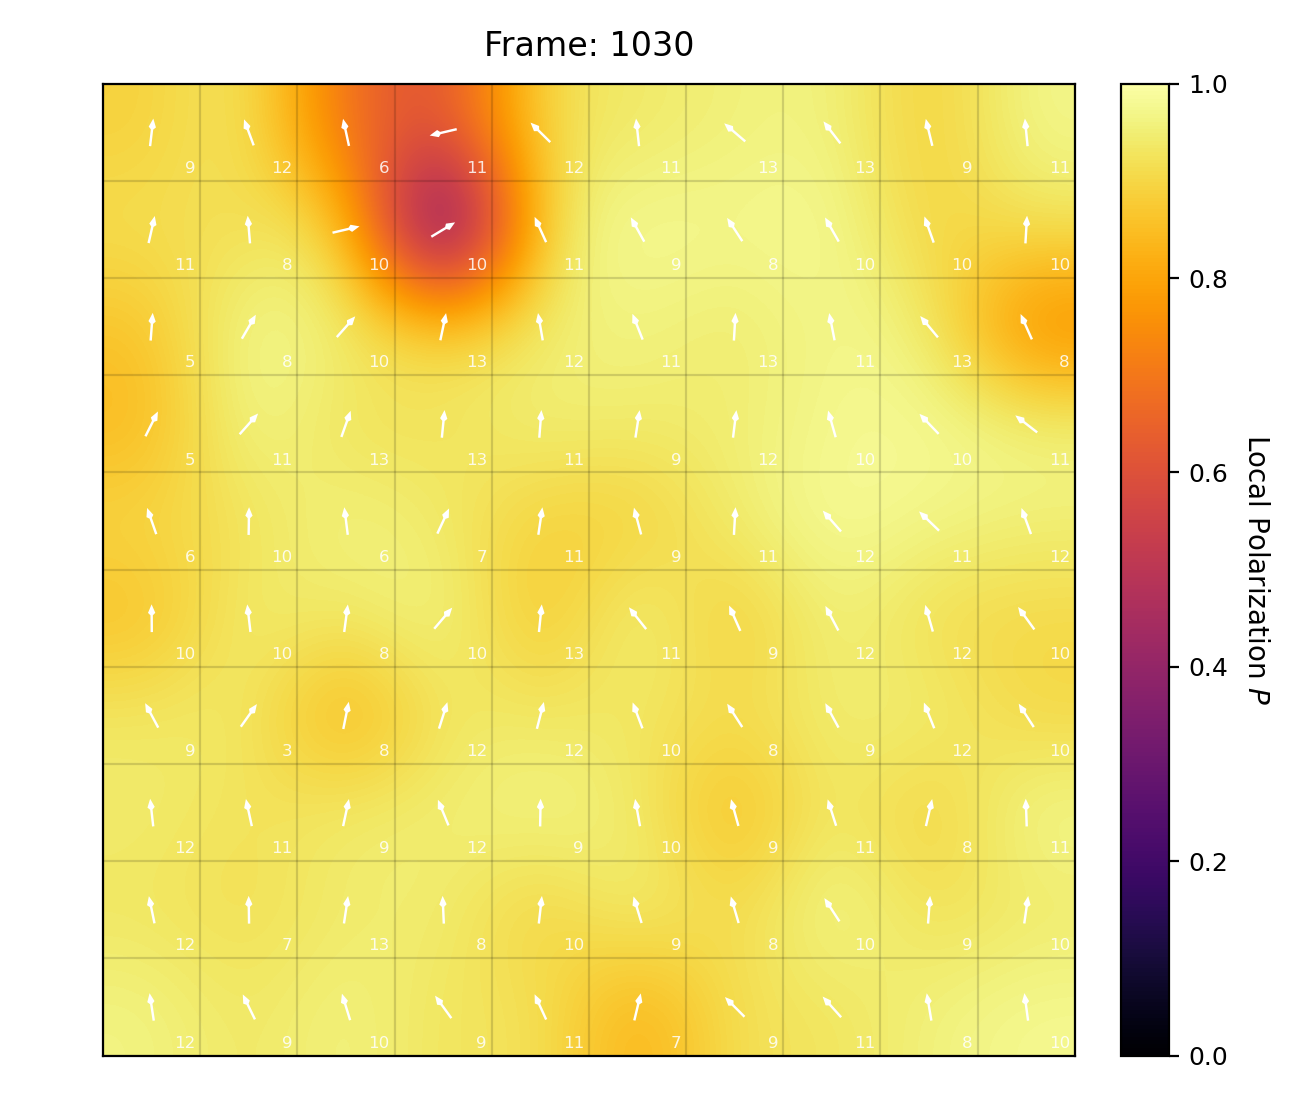 Frame: 1030
9 12 6 11 12 11 13 13 9 11
11 8 10 10 11 9 8 10 10 10
5 8 10 13 12 11 13 11 13 8
5 11 13 13 11 9 12 10 10 11
6 10 6 7 11 9 11 12 11 12
10 10 8 10 13 11 9 12 12 10
9 3 8 12 12 10 8 9 12 10
12 11 9 12 9 10 9 11 8 11
12 7 13 8 10 9 8 10 9 10
12 9 10 9 11 7 9 11 8 10
1.0
0.8
0.6
0.4
0.2
0.0
Local Polarization P